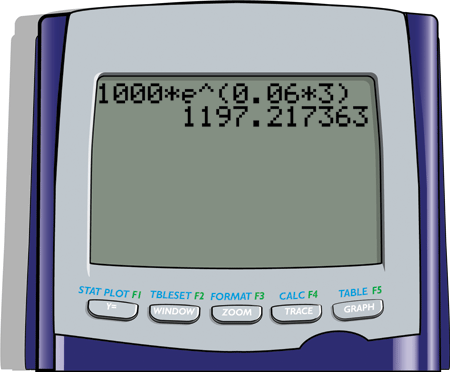 1000*e^(0.06*3)
1197.217363
STAT PLOT F1 TBLESET F2 FORMAT F3 CALC F4 TABLE F5
Y= WINDOW ZOOM TRACE GRAPH